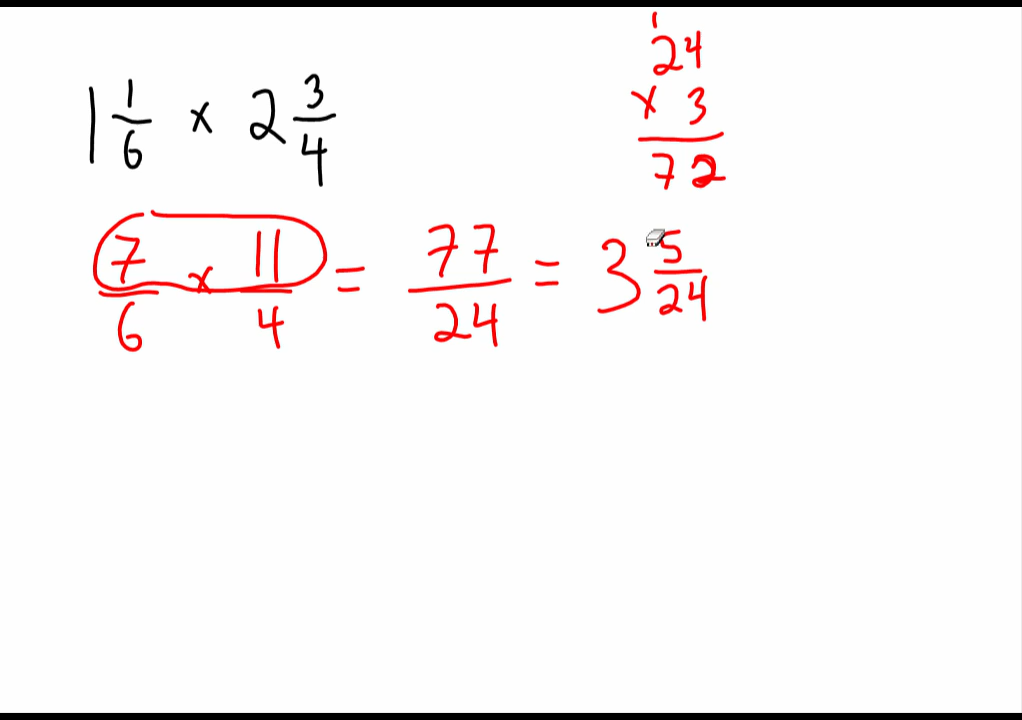 1 1/6 x 2 3/4
7/6 x 11/4 = 77/24 = 3 5/24
1
24
x 3
72